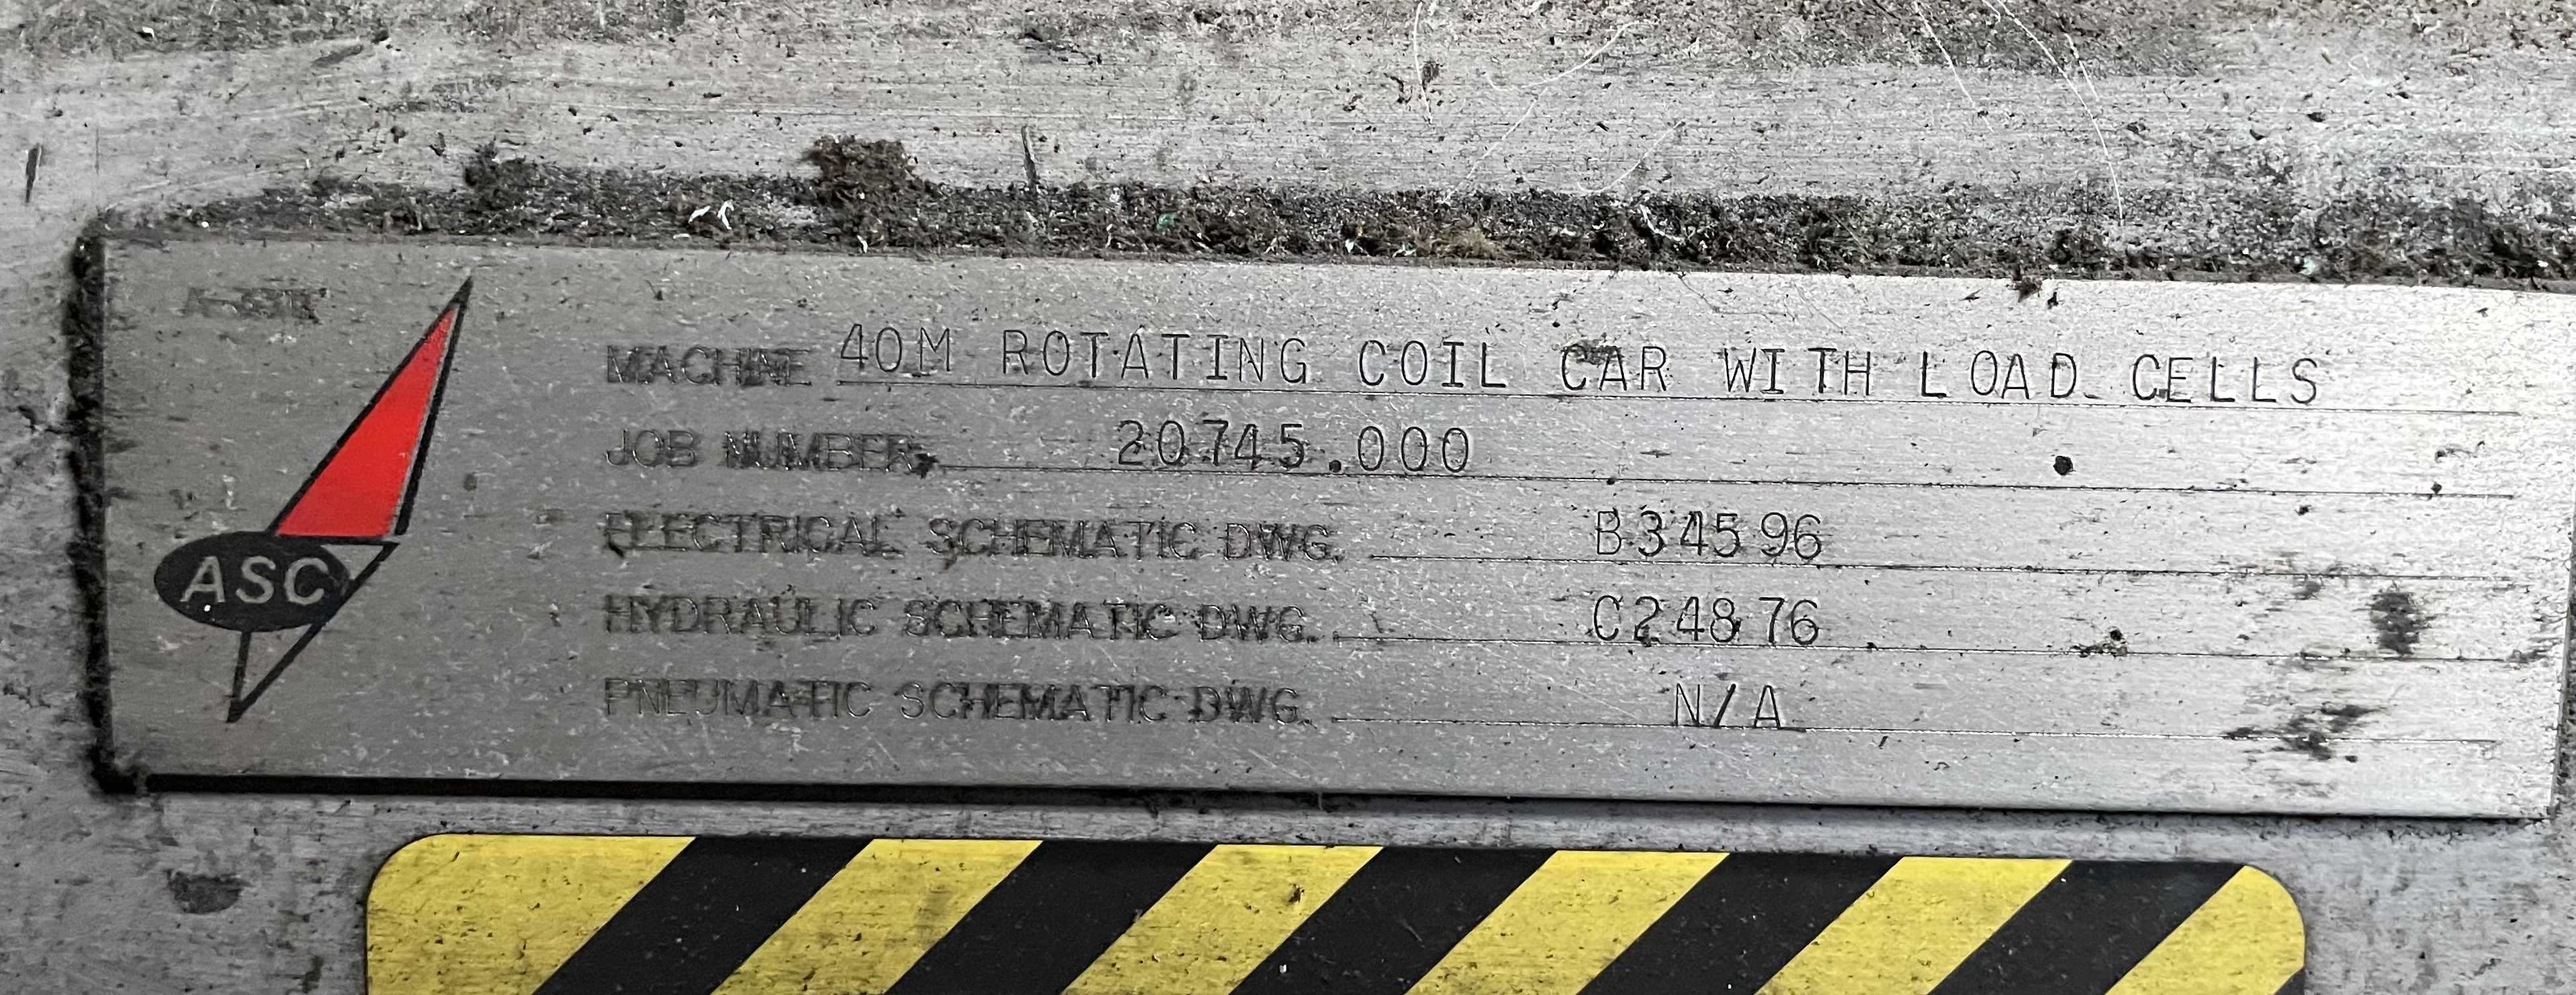 ASC
MACHINE 40M ROTATING COIL CAR WITH LOAD CELLS
JOB NUMBER 20745.000
ELECTRICAL SCHEMATIC DWG. B34596
HYDRAULIC SCHEMATIC DWG. C24876
PNEUMATIC SCHEMATIC DWG. N/A